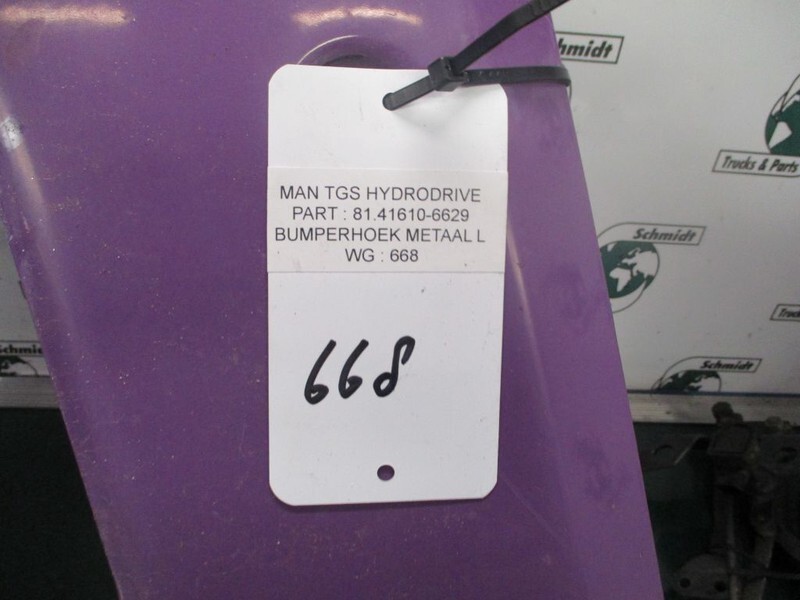 Schmidt
Trucks & Parts
MAN TGS HYDRODRIVE
PART : 81.41610-6629
BUMPERHOEK METAAL L
WG : 668
Schmidt
668
Schmidt
Schmidt